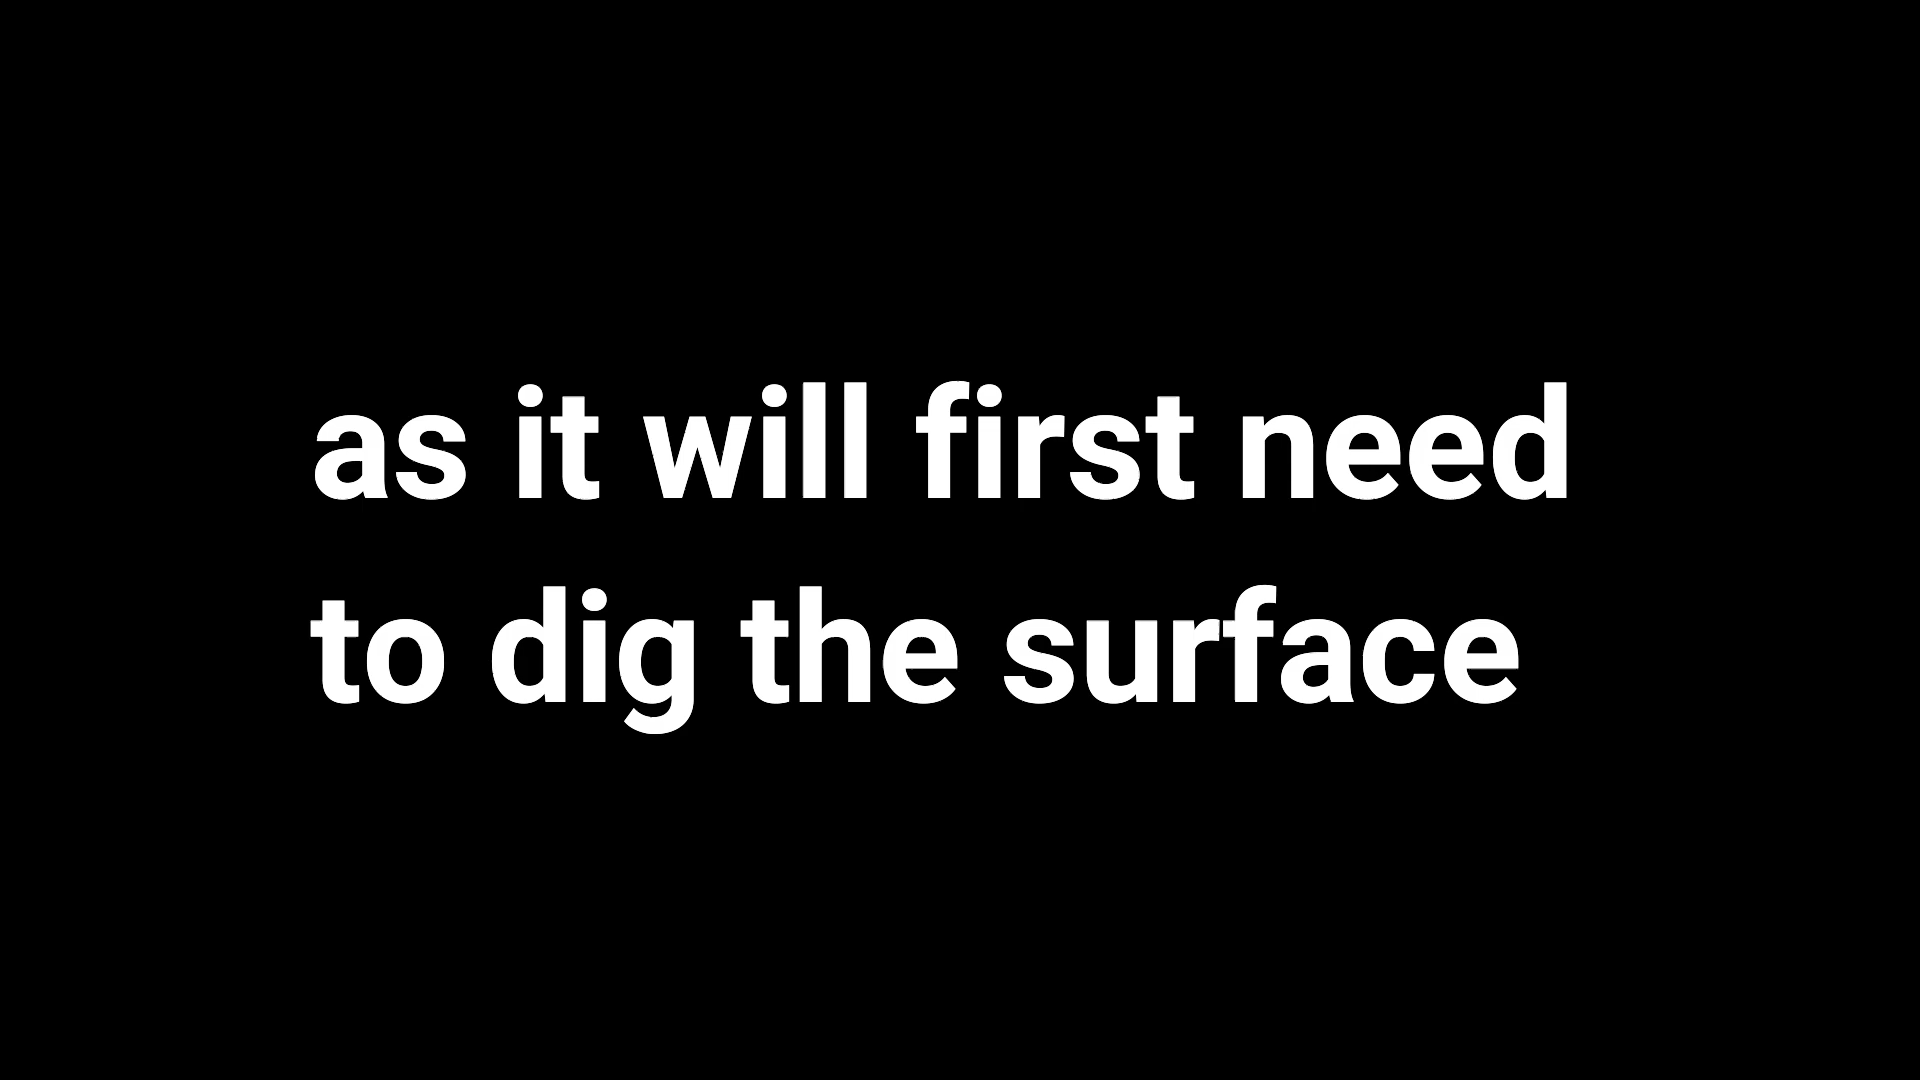 as it will first need
to dig the surface